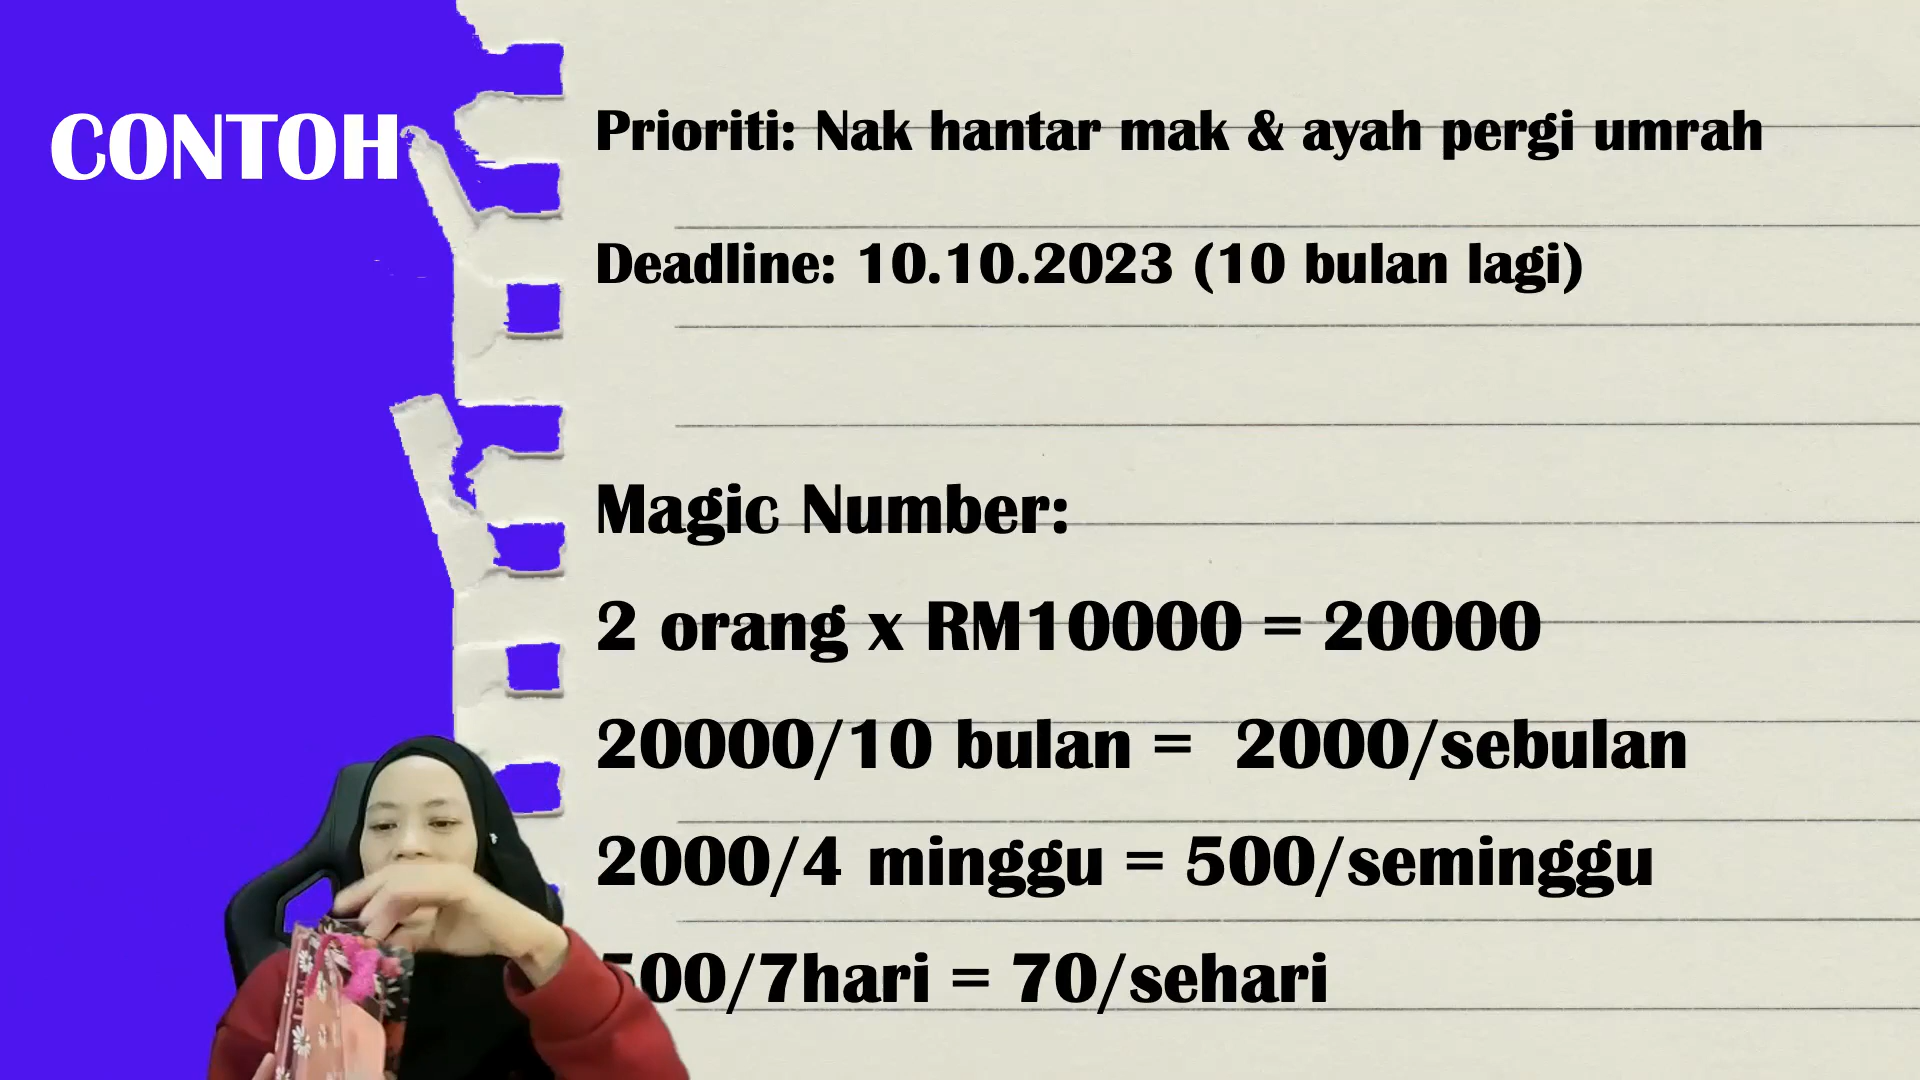 CONTOH
Prioriti: Nak hantar mak & ayah pergi umrah
Deadline: 10.10.2023 (10 bulan lagi)
Magic Number:
2 orang x RM10000 = 20000
20000/10 bulan = 2000/sebulan
2000/4 minggu = 500/seminggu
500/7hari = 70/sehari